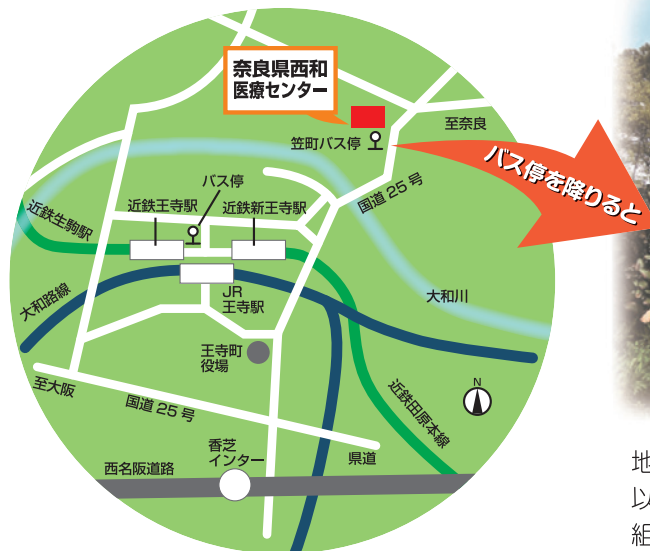 奈良県西和
医療センター
笠町バス停
至奈良
バス停を降りると
国道25号
バス停
近鉄王寺駅
近鉄新王寺駅
近鉄生駒駅
大和路線
JR
王寺駅
大和川
王寺町
役場
至大阪
国道25号
N
近鉄田原本線
香芝
インター
県道
西名阪道路
地
以
組